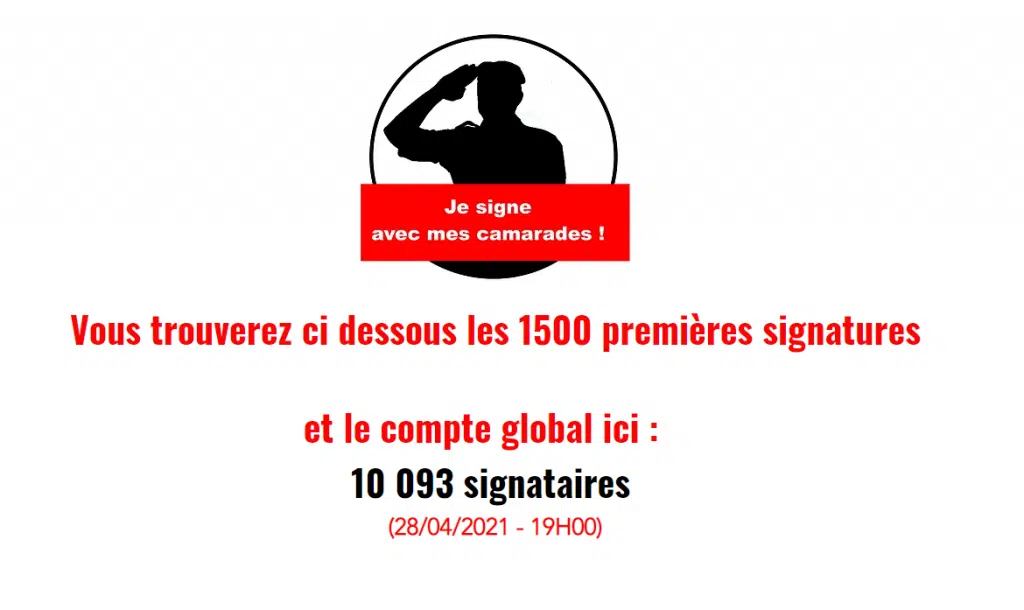 Je signe
avec mes camarades !
Vous trouverez ci dessous les 1500 premières signatures
et le compte global ici :
10 093 signataires
(28/04/2021 - 19H00)